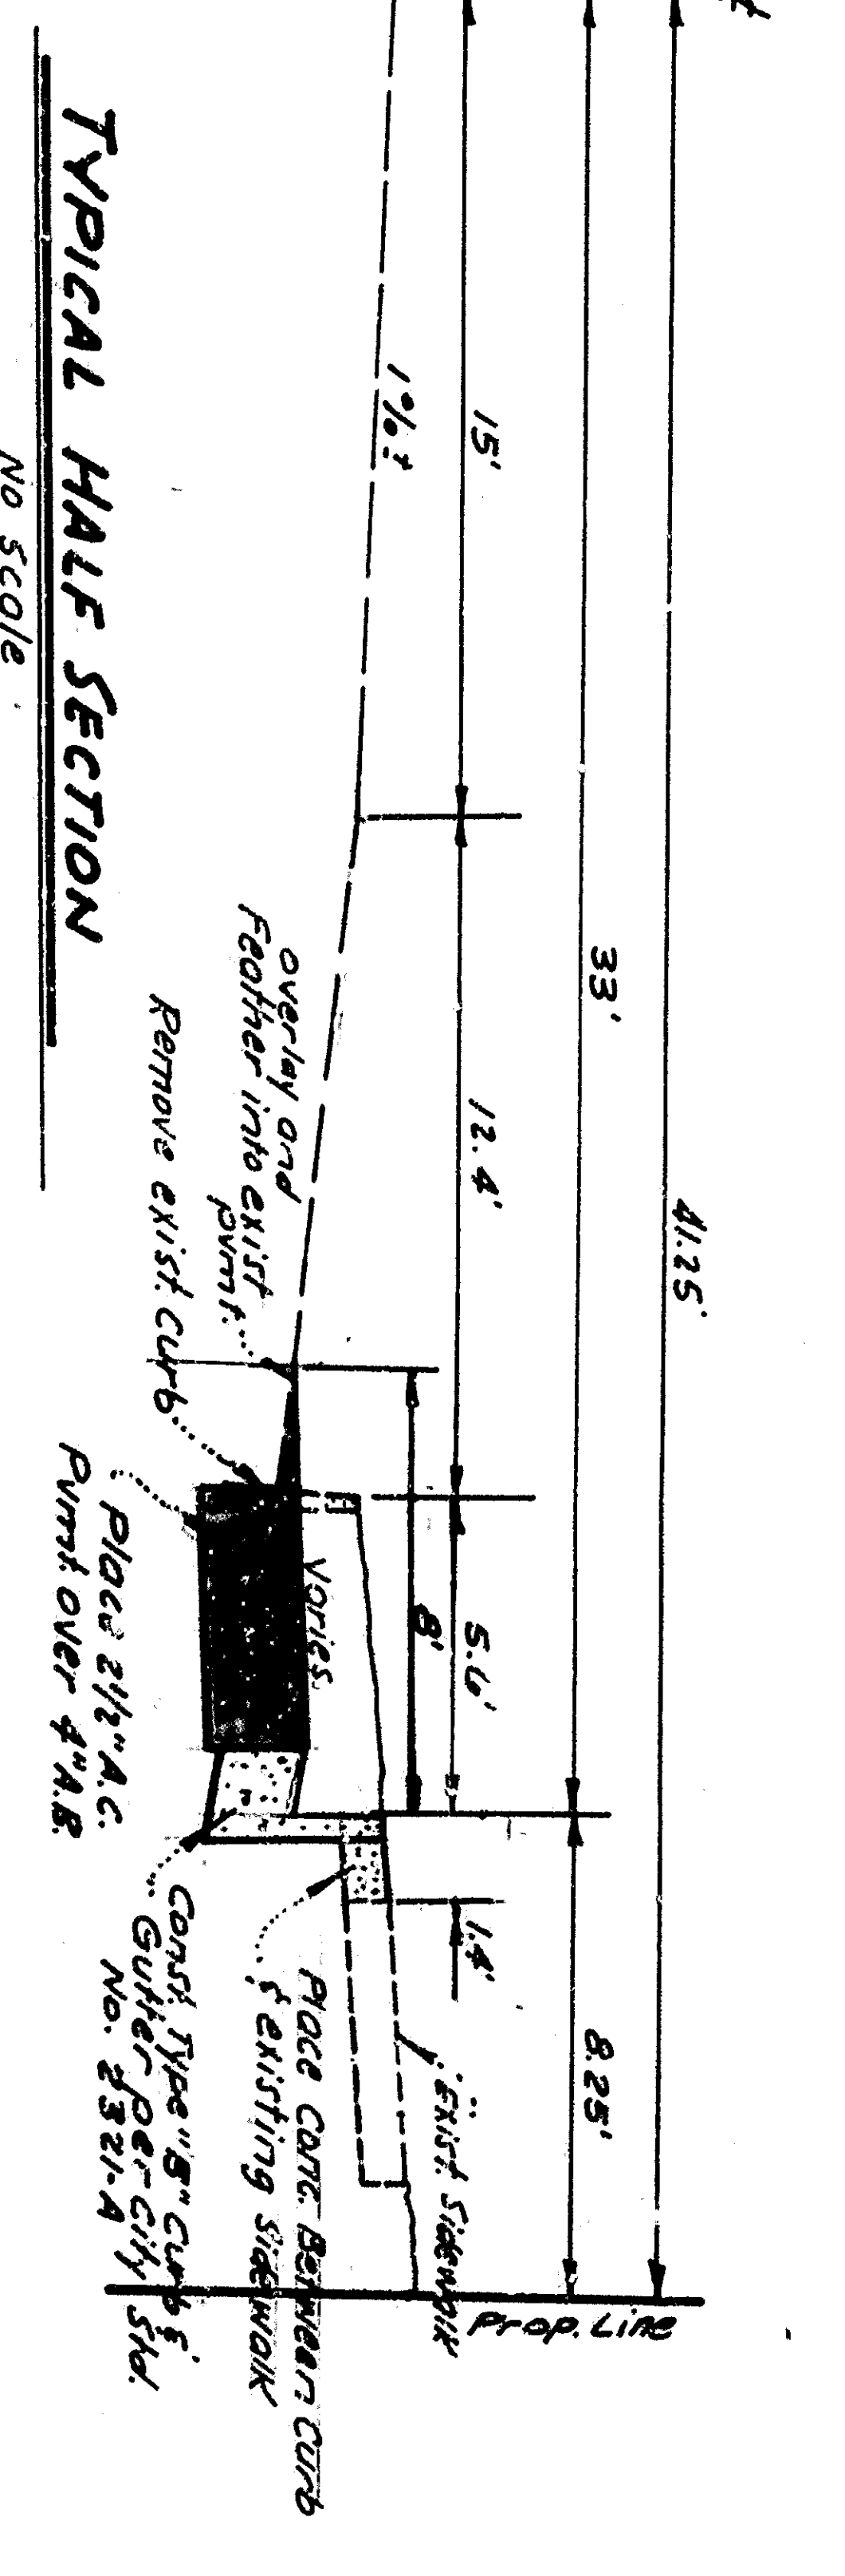 41.25'
33'
8.25'
15'
12.4'
5.6'
1.4'
8'
1%±
Varies
Prop. Line
Exist. Sidewalk
overlay and
Feather into exist
pvmt.
Remove exist. curb
Place 2½" A.C.
Pvmt. over 4" A.B.
Place Conc. Between Curb
& existing sidewalk
Const. Type "B" Curb &
Gutter per City Std.
No. 2321-A
TYPICAL HALF SECTION
No Scale